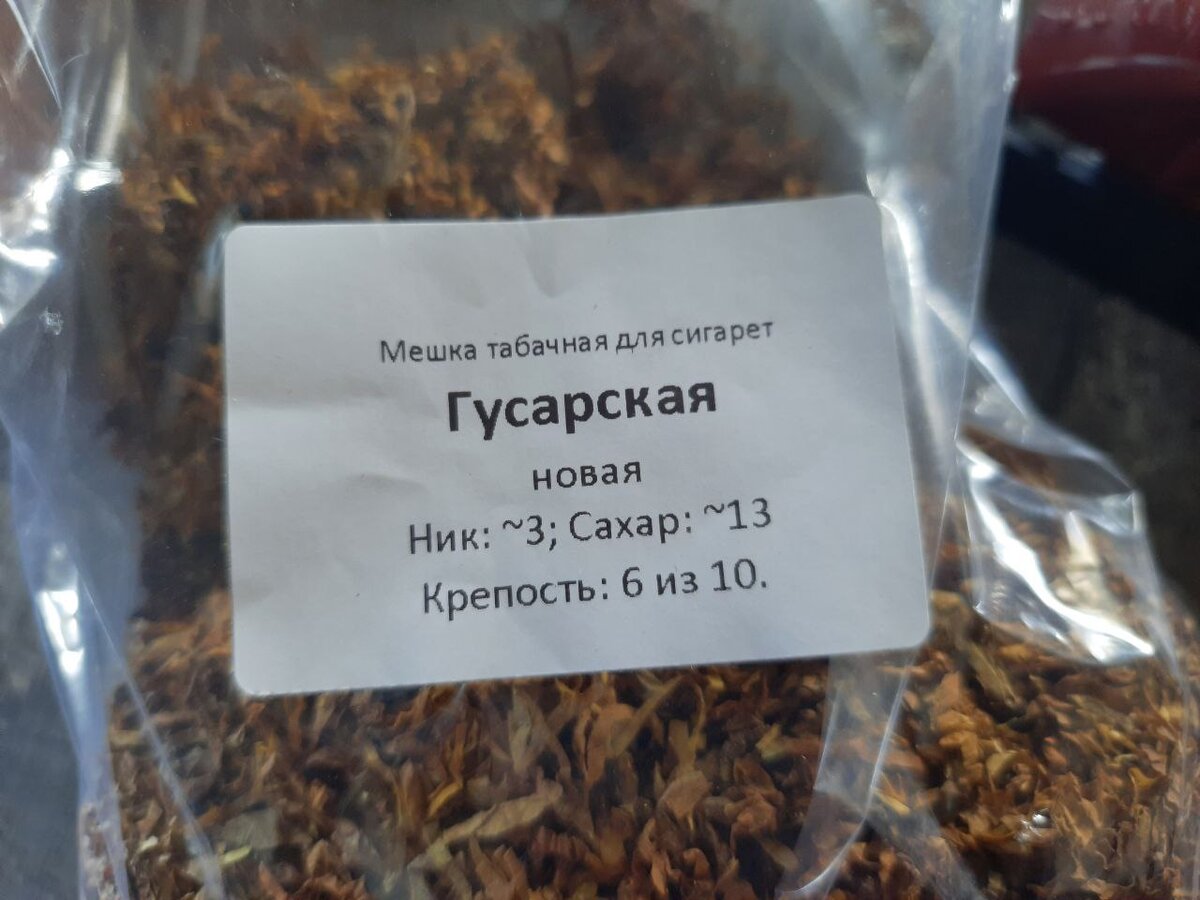 Мешка табачная для сигарет
Гусарская
новая
Ник: ~3; Сахар: ~13
Крепость: 6 из 10.